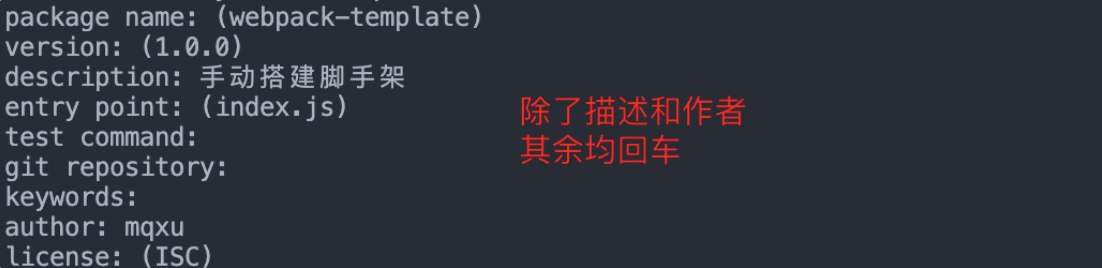 package name: (webpack-template)
version: (1.0.0)
description: 手动搭建脚手架
entry point: (index.js)
除了描述和作者
test command:
其余均回车
git repository:
keywords:
author: mqxu
license: (ISC)